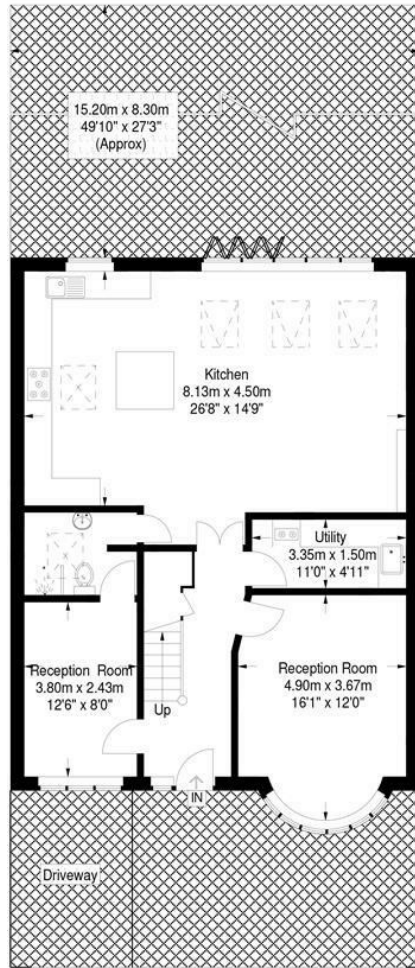 15.20m x 8.30m
49'10" x 27'3"
(Approx)
Kitchen
8.13m x 4.50m
26'8" x 14'9"
Utility
3.35m x 1.50m
11'0" x 4'11"
Reception Room
3.80m x 2.43m
12'6" x 8'0"
Reception Room
4.90m x 3.67m
16'1" x 12'0"
Up
IN
Driveway